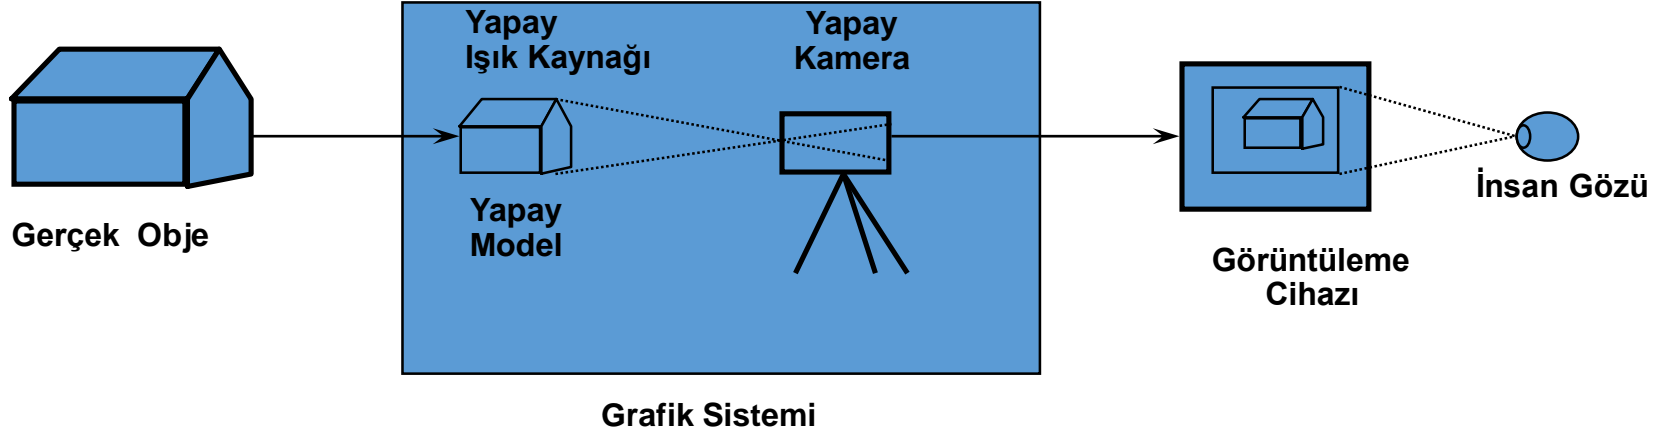 Yapay
Işık Kaynağı
Yapay
Kamera
Gerçek Obje
Yapay
Model
İnsan Gözü
Görüntüleme
Cihazı
Grafik Sistemi